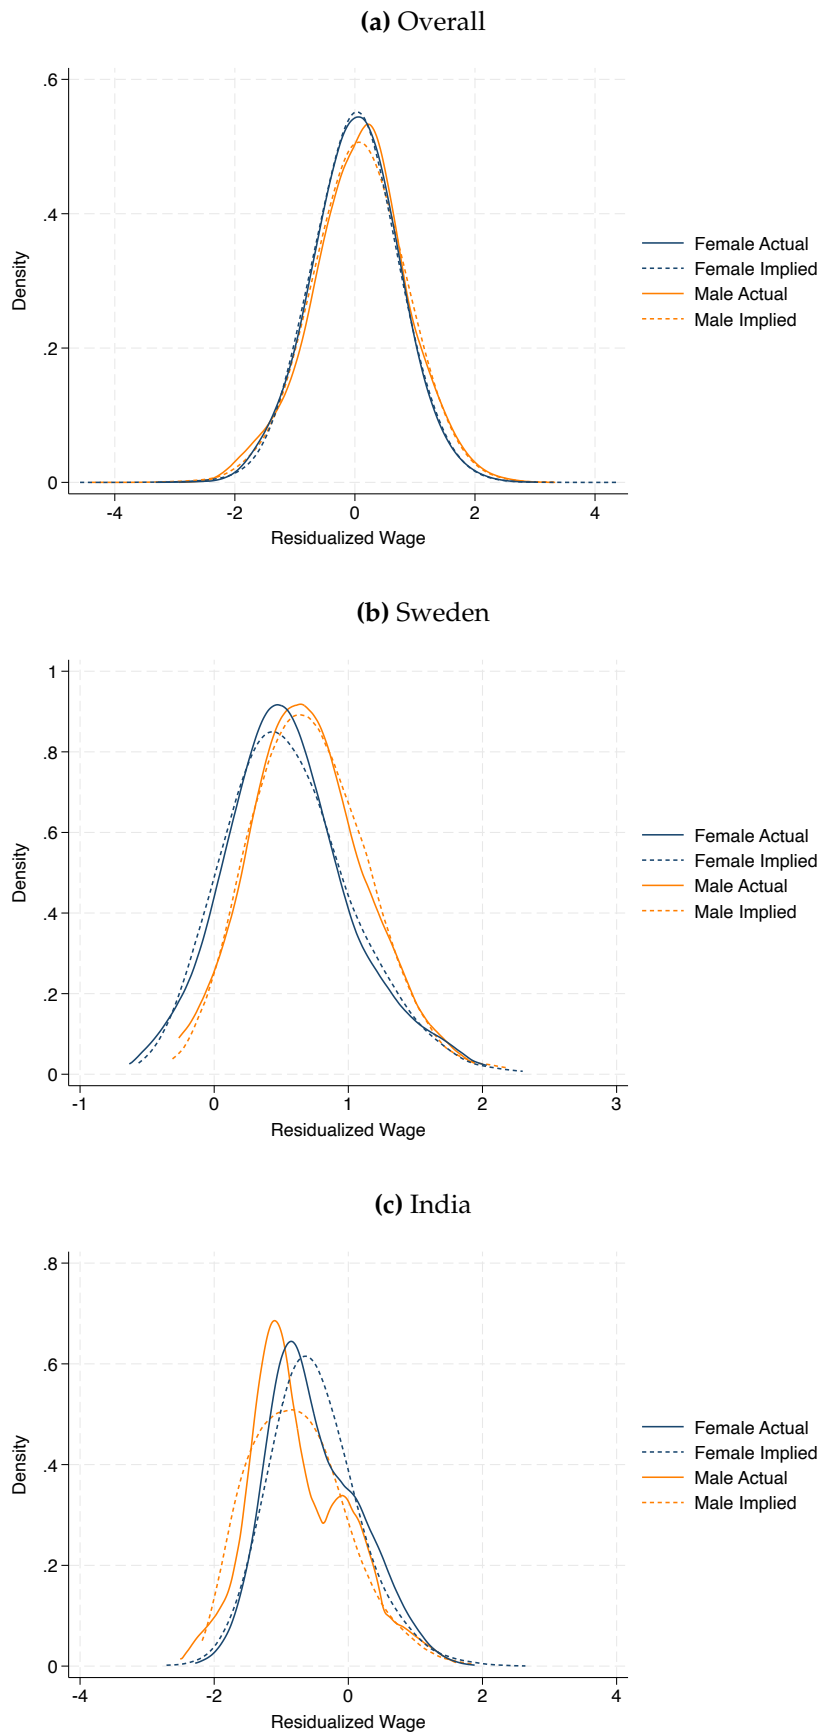 (a) Overall
.6
.4
.2
0
Density
-4 -2 0 2 4
Residualized Wage
Female Actual
Female Implied
Male Actual
Male Implied
(b) Sweden
1
.8
.6
.4
.2
0
Density
-1 0 1 2 3
Residualized Wage
Female Actual
Female Implied
Male Actual
Male Implied
(c) India
.8
.6
.4
.2
0
Density
-4 -2 0 2 4
Residualized Wage
Female Actual
Female Implied
Male Actual
Male Implied